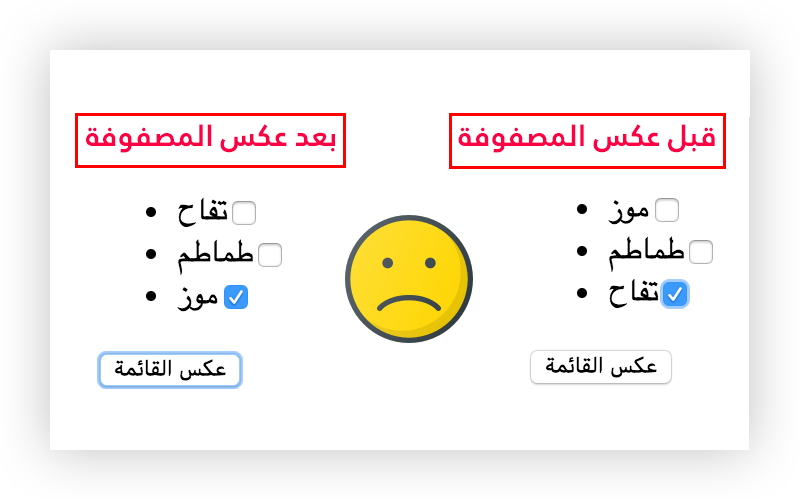 قبل عكس المصفوفة
موز
طماطم
تفاح
عكس القائمة
بعد عكس المصفوفة
تفاح
طماطم
موز
عكس القائمة